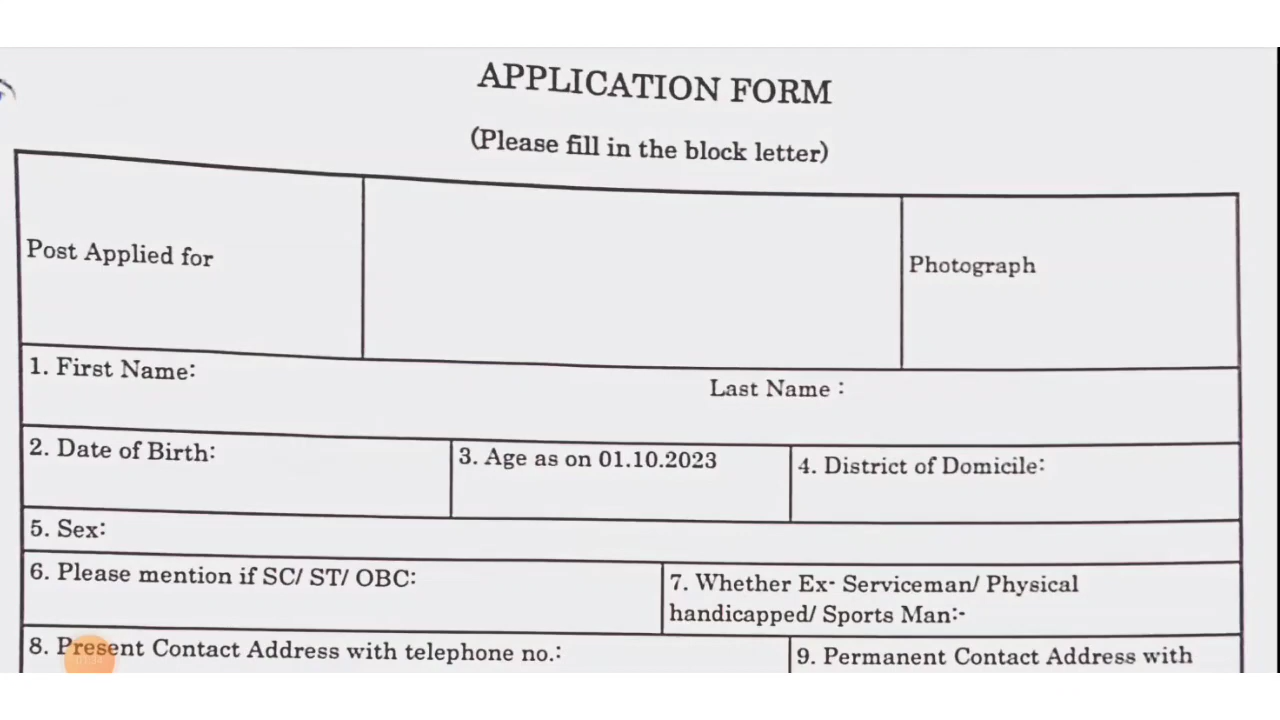 APPLICATION FORM
(Please fill in the block letter)
Post Applied for
Photograph
1. First Name:
Last Name :
2. Date of Birth:
3. Age as on 01.10.2023
4. District of Domicile:
5. Sex:
6. Please mention if SC/ ST/ OBC:
7. Whether Ex- Serviceman/ Physical
handicapped/ Sports Man:-
8. Present Contact Address with telephone no.:
9. Permanent Contact Address with